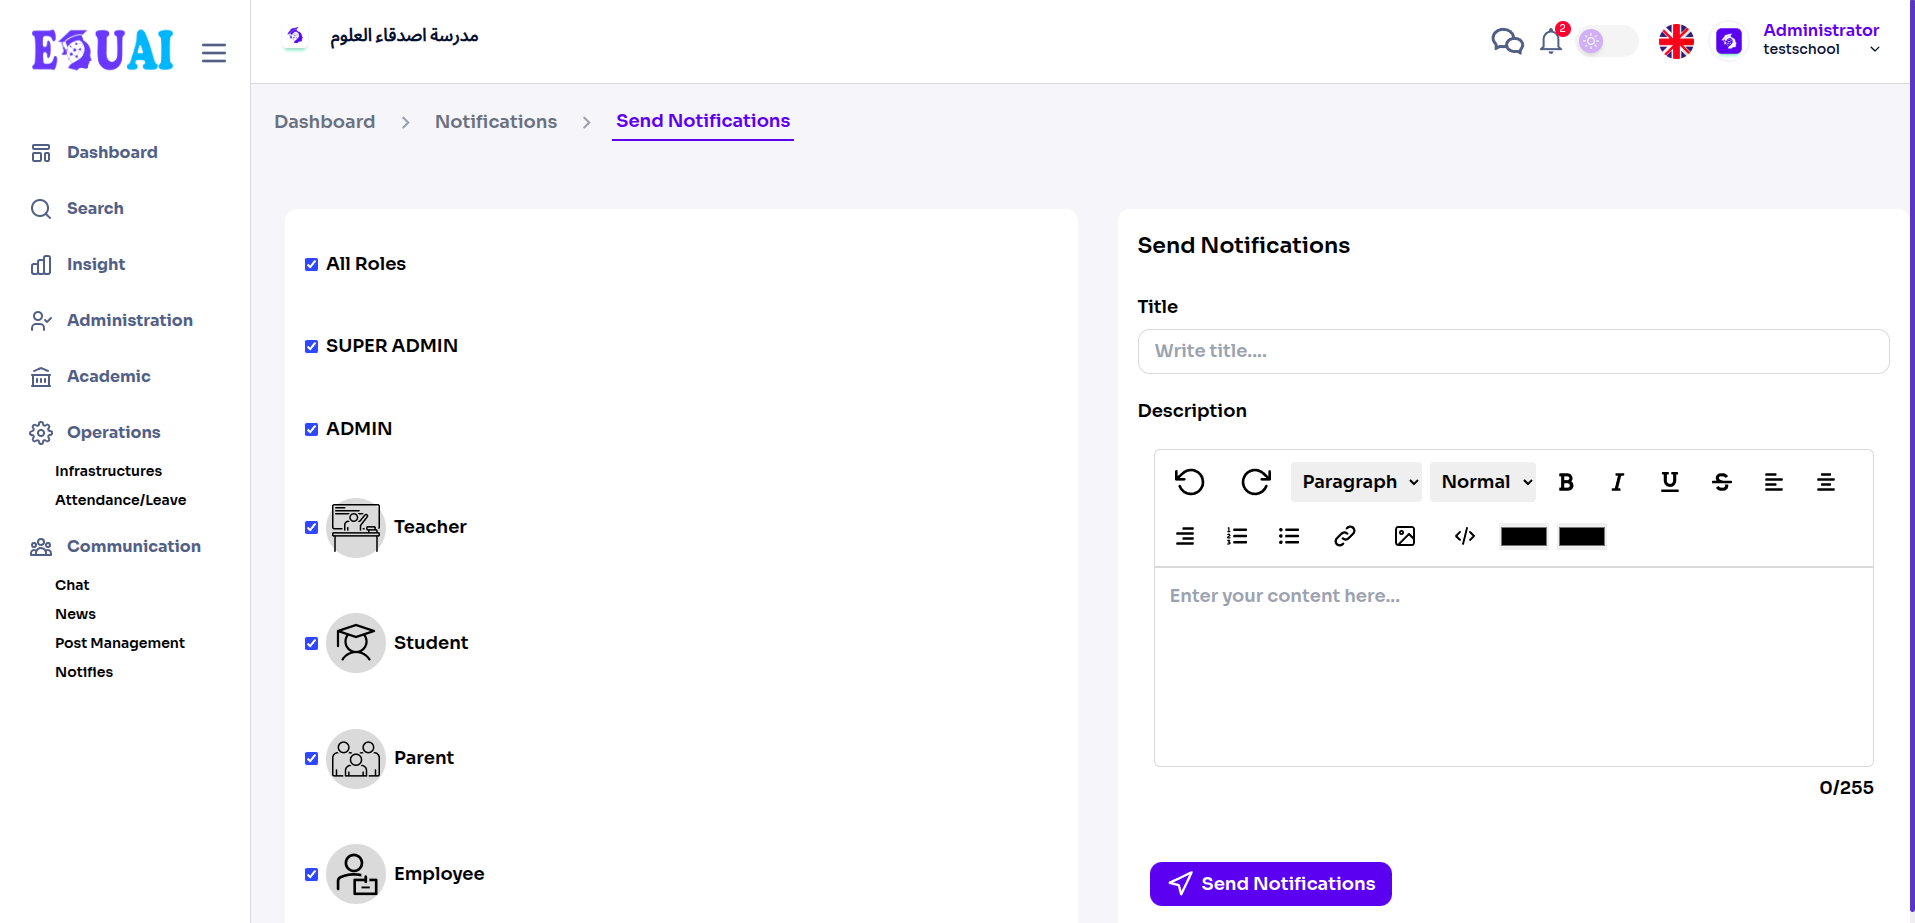 EDUAI
مدرسة اصدقاء العلوم
2
Administrator
testschool
Dashboard
Search
Insight
Administration
Academic
Operations
Infrastructures
Attendance/Leave
Communication
Chat
News
Post Management
Notifies
Dashboard > Notifications > Send Notifications
All Roles
SUPER ADMIN
ADMIN
Teacher
Student
Parent
Employee
Send Notifications
Title
Write title....
Description
Paragraph Normal B I U S
Enter your content here...
0/255
Send Notifications